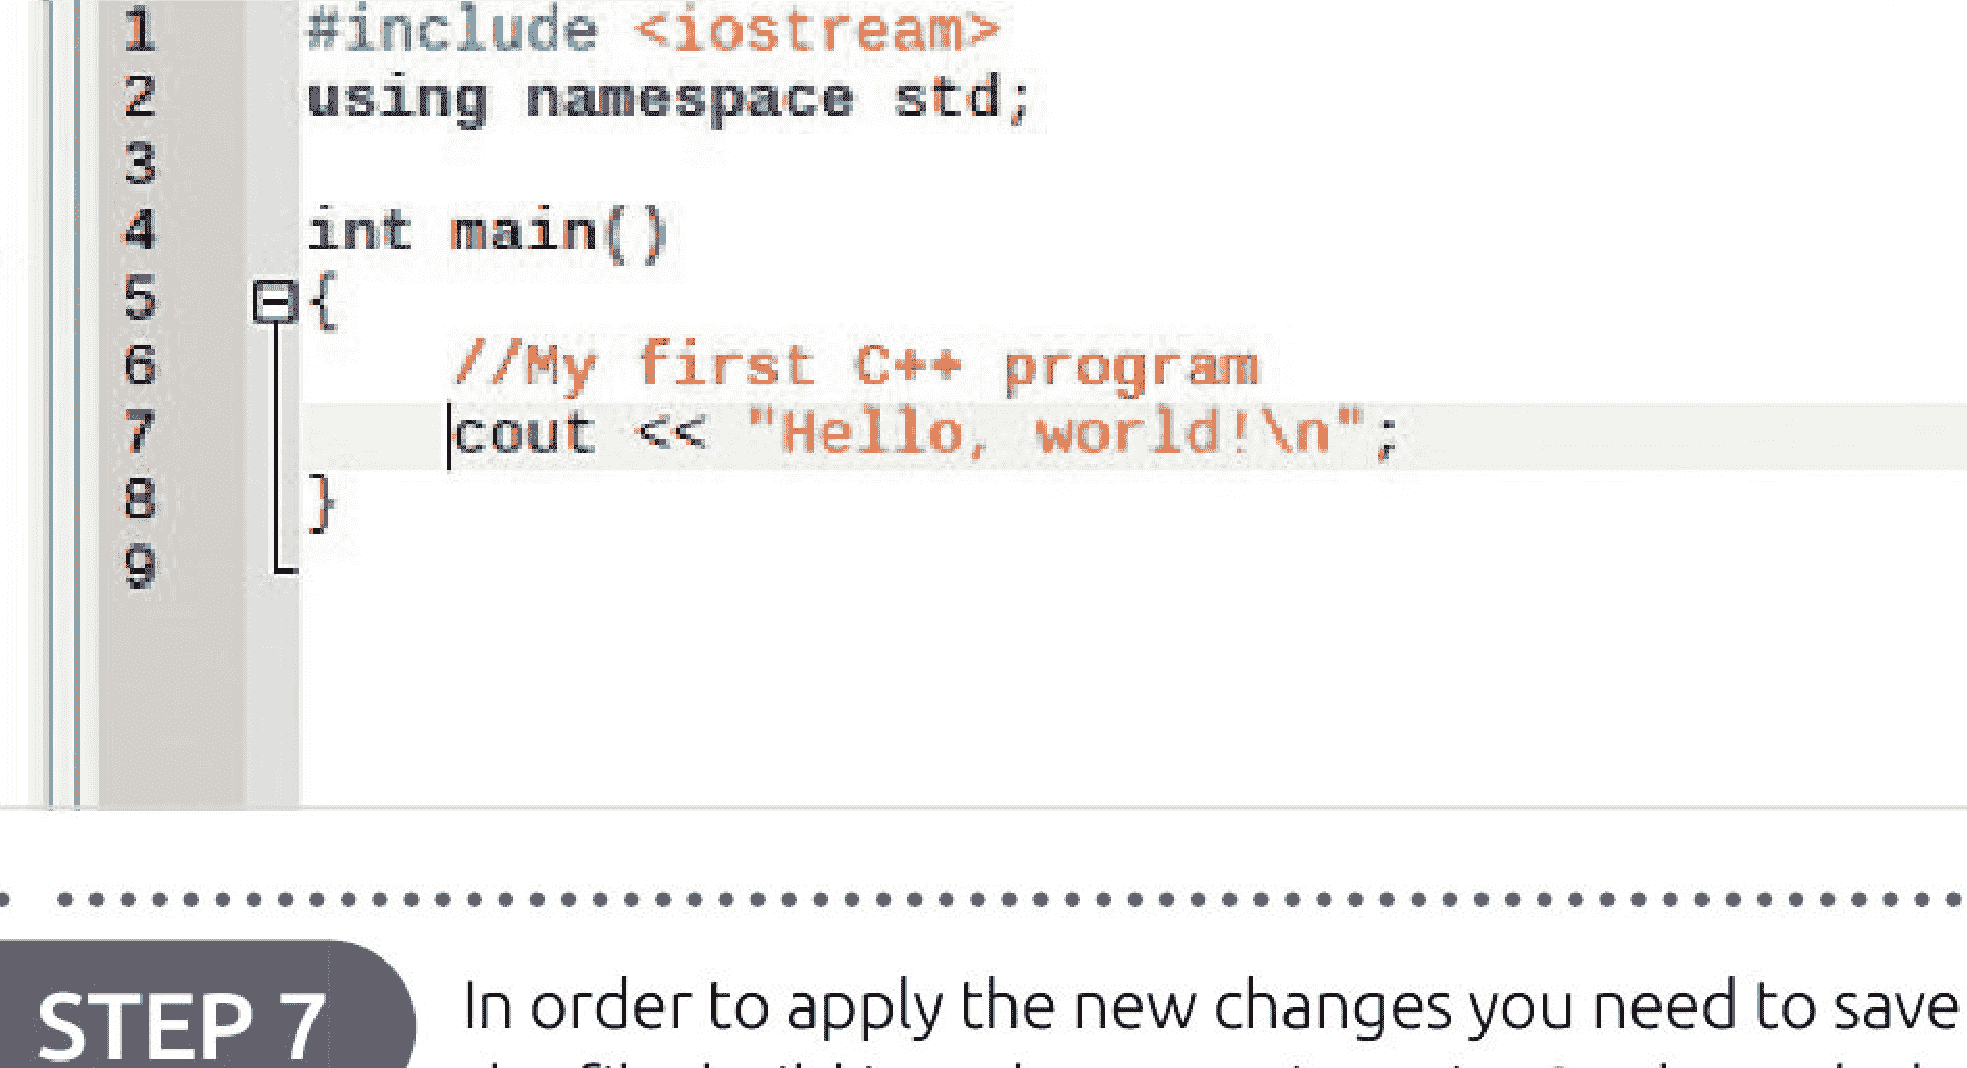 1 #include <iostream>
2 using namespace std;
3
4 int main()
5 {
6 //My first C++ program
7 cout << "Hello, world!\n";
8 }
9
STEP 7 In order to apply the new changes you need to save